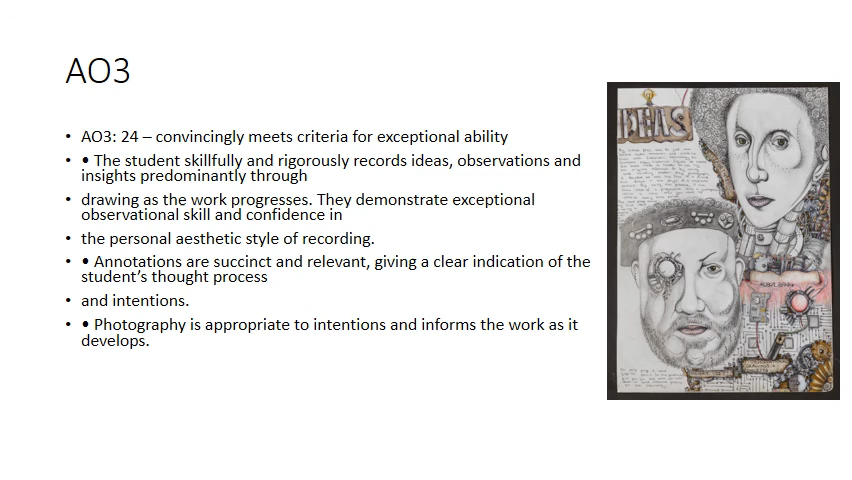 AO3
• AO3: 24 – convincingly meets criteria for exceptional ability
• • The student skillfully and rigorously records ideas, observations and
insights predominantly through
• drawing as the work progresses. They demonstrate exceptional
observational skill and confidence in
• the personal aesthetic style of recording.
• • Annotations are succinct and relevant, giving a clear indication of the
student’s thought process
• and intentions.
• • Photography is appropriate to intentions and informs the work as it
develops.
IDEAS